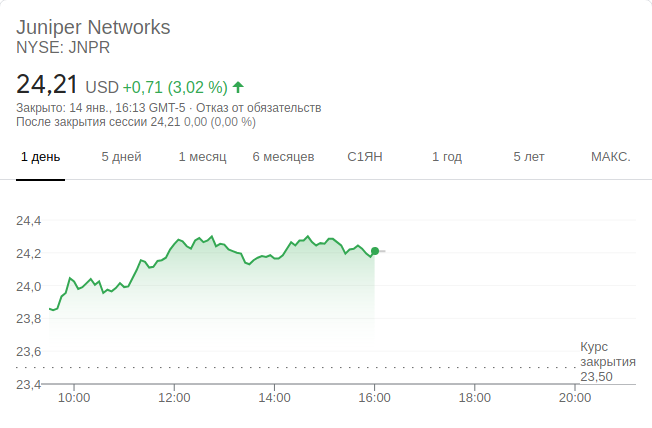 Juniper Networks
NYSE: JNPR
24,21 USD +0,71 (3,02 %)
Закрыто: 14 янв., 16:13 GMT-5 · Отказ от обязательств
После закрытия сессии 24,21 0,00 (0,00 %)
1 день 5 дней 1 месяц 6 месяцев С1ЯН 1 год 5 лет МАКС.
24,4
24,2
24,0
23,8
23,6
23,4
Курс
закрытия
23,50
10:00 12:00 14:00 16:00 18:00 20:00